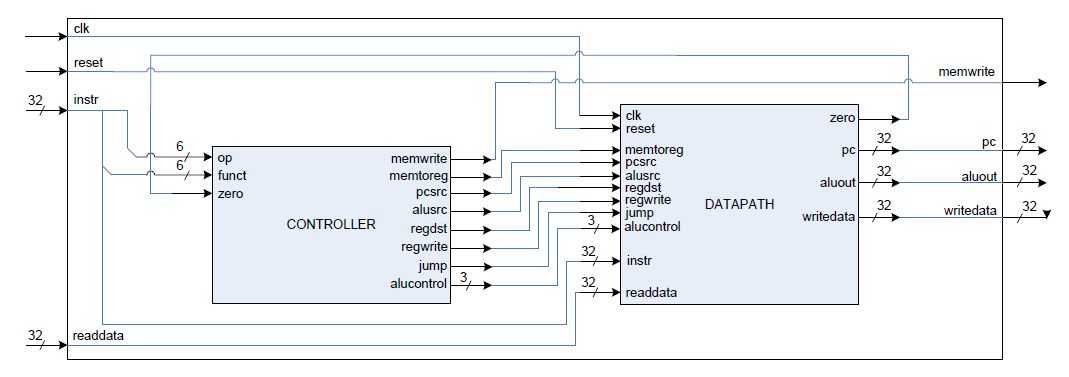 clk
reset
memwrite
32
instr
clk
reset
zero
6
op
memwrite
memtoreg
32
pc
32
pc
6
funct
memtoreg
pcsrc
zero
pcsrc
alusrc
32
aluout
32
aluout
CONTROLLER
alusrc
regdst
regdst
regwrite
DATAPATH
regwrite
jump
32
writedata
32
writedata
jump
3
alucontrol
alucontrol
3
32
instr
32
readdata
32
readdata